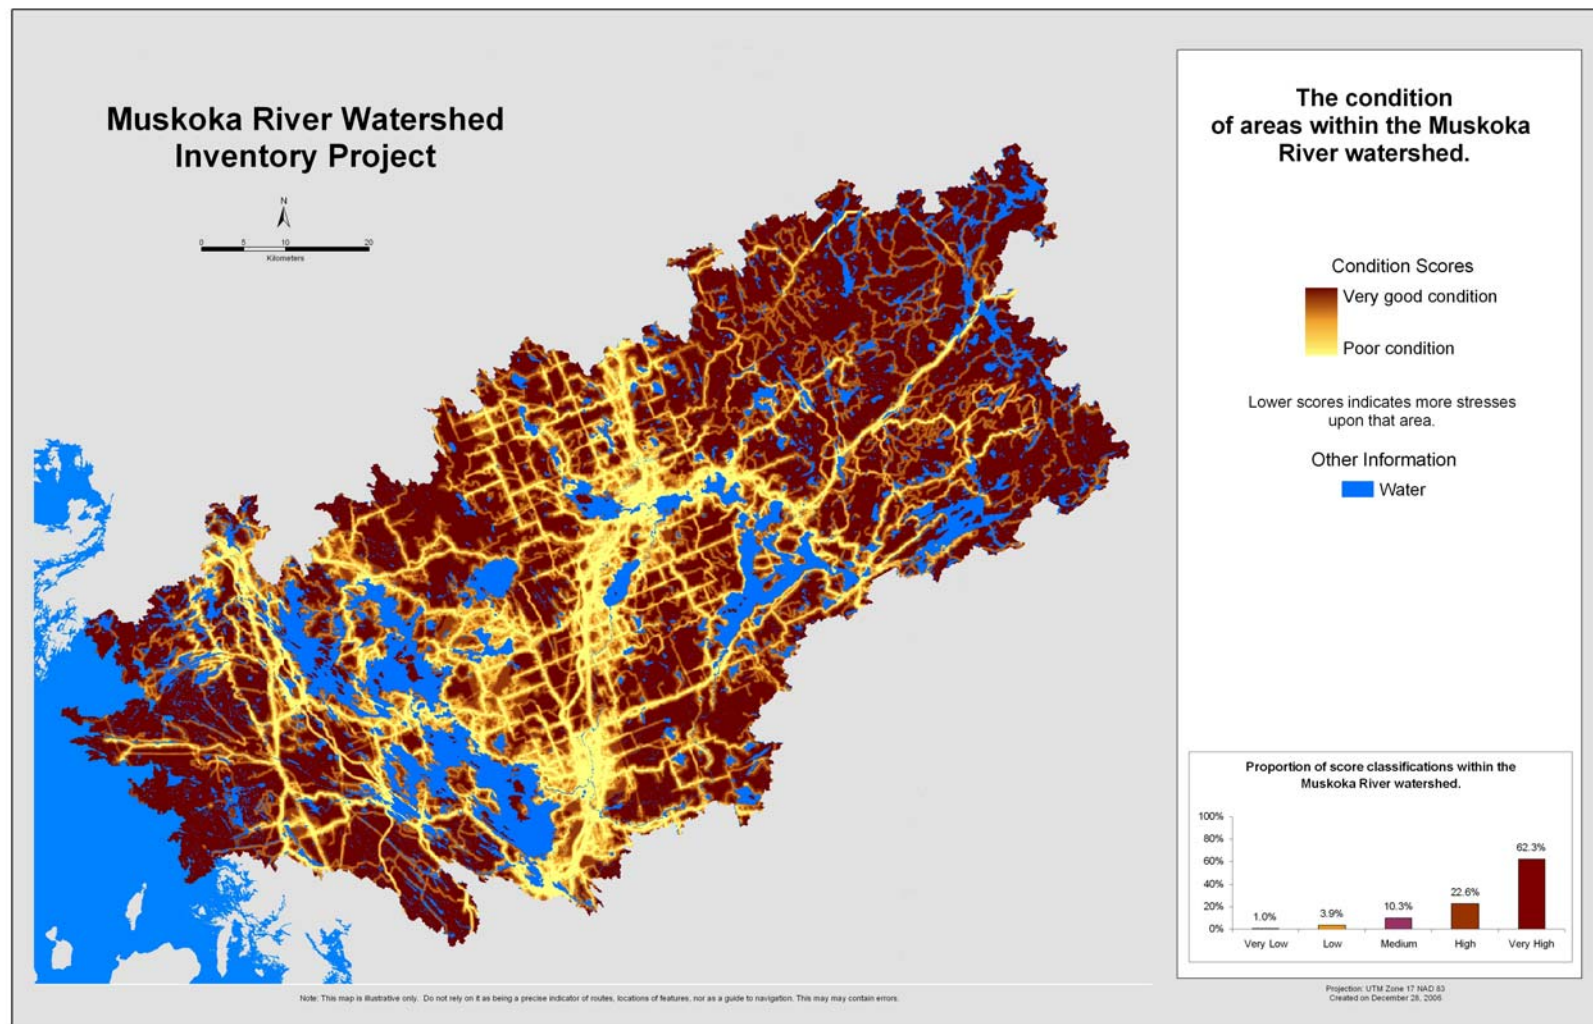 Muskoka River Watershed
Inventory Project
N
0 5 10 20
Kilometers
The condition
of areas within the Muskoka
River watershed.
Condition Scores
Very good condition
Poor condition
Lower scores indicates more stresses
upon that area.
Other Information
Water
Proportion of score classifications within the
Muskoka River watershed.
100%
80%
60%
40%
20%
0%
1.0%
3.9%
10.3%
22.6%
62.3%
Very Low Low Medium High Very High
Note: This map is illustrative only. Do not rely on it as being a precise indicator of routes, locations of features, nor as a guide to navigation. This may may contain errors.
Projection: UTM Zone 17 NAD 83
Created on December 28, 2006